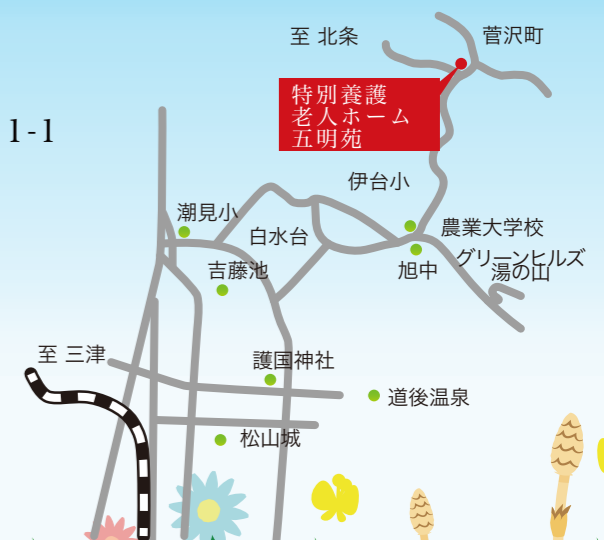 至 北条
菅沢町
特別養護
老人ホーム
五明苑
1-1
伊台小
潮見小
農業大学校
白水台
グリーンヒルズ
湯の山
旭中
吉藤池
至 三津
護国神社
道後温泉
松山城